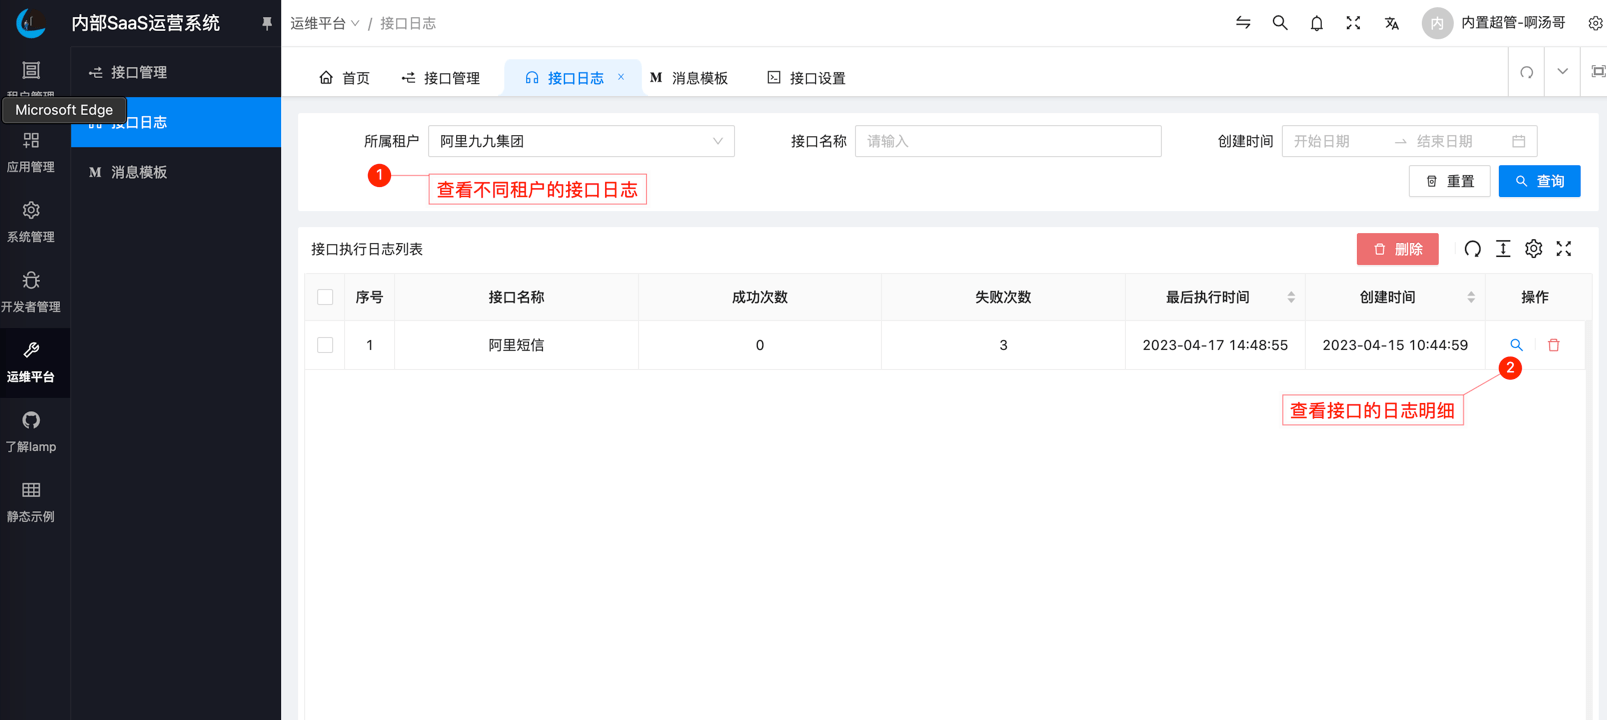 内部SaaS运营系统
运维平台 / 接口日志
内 内置超管-啊汤哥
接口管理
首页 接口管理 接口日志 × M 消息模板 接口设置
Microsoft Edge
接口日志
所属租户 阿里九九集团 接口名称 请输入 创建时间 开始日期 → 结束日期
应用管理
M 消息模板
1 查看不同租户的接口日志
重置 查询
系统管理
接口执行日志列表 删除
序号 接口名称 成功次数 失败次数 最后执行时间 创建时间 操作
开发者管理
1 阿里短信 0 3 2023-04-17 14:48:55 2023-04-15 10:44:59
2
运维平台
查看接口的日志明细
了解lamp
静态示例